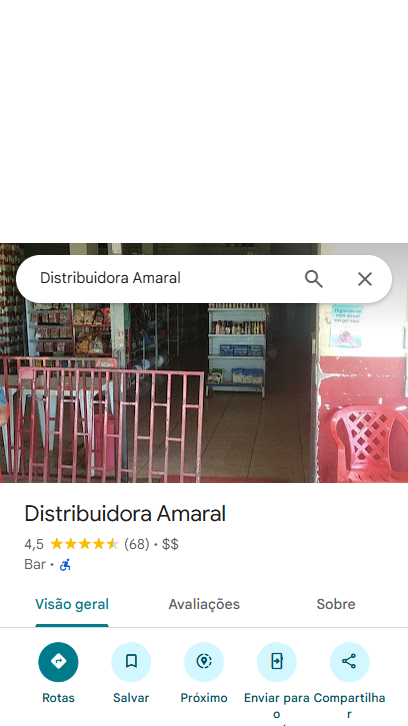 Distribuidora Amaral
Distribuidora Amaral
4,5 (68) • $$
Bar •
Visão geral
Avaliações
Sobre
Rotas
Salvar
Próximo
Enviar para o
Compartilhar